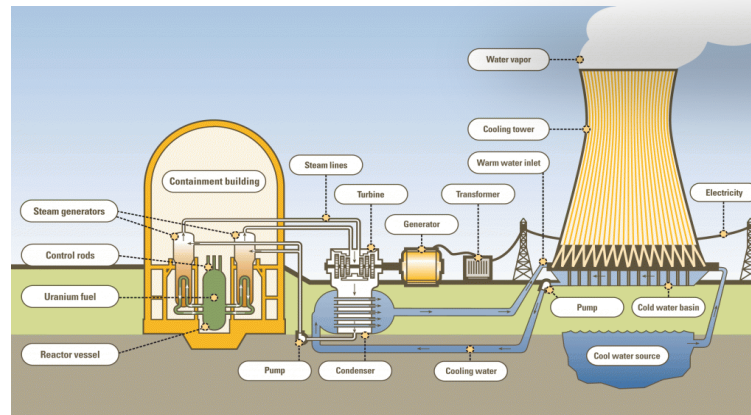 Water vapor
Cooling tower
Steam lines
Warm water inlet
Containment building
Turbine
Transformer
Electricity
Steam generators
Generator
Control rods
Uranium fuel
Pump
Cold water basin
Reactor vessel
Pump
Condenser
Cooling water
Cool water source